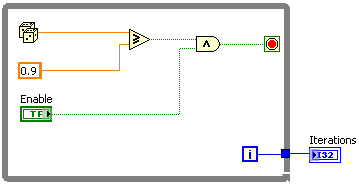 0.9
Enable
TF
i
Iterations
I32